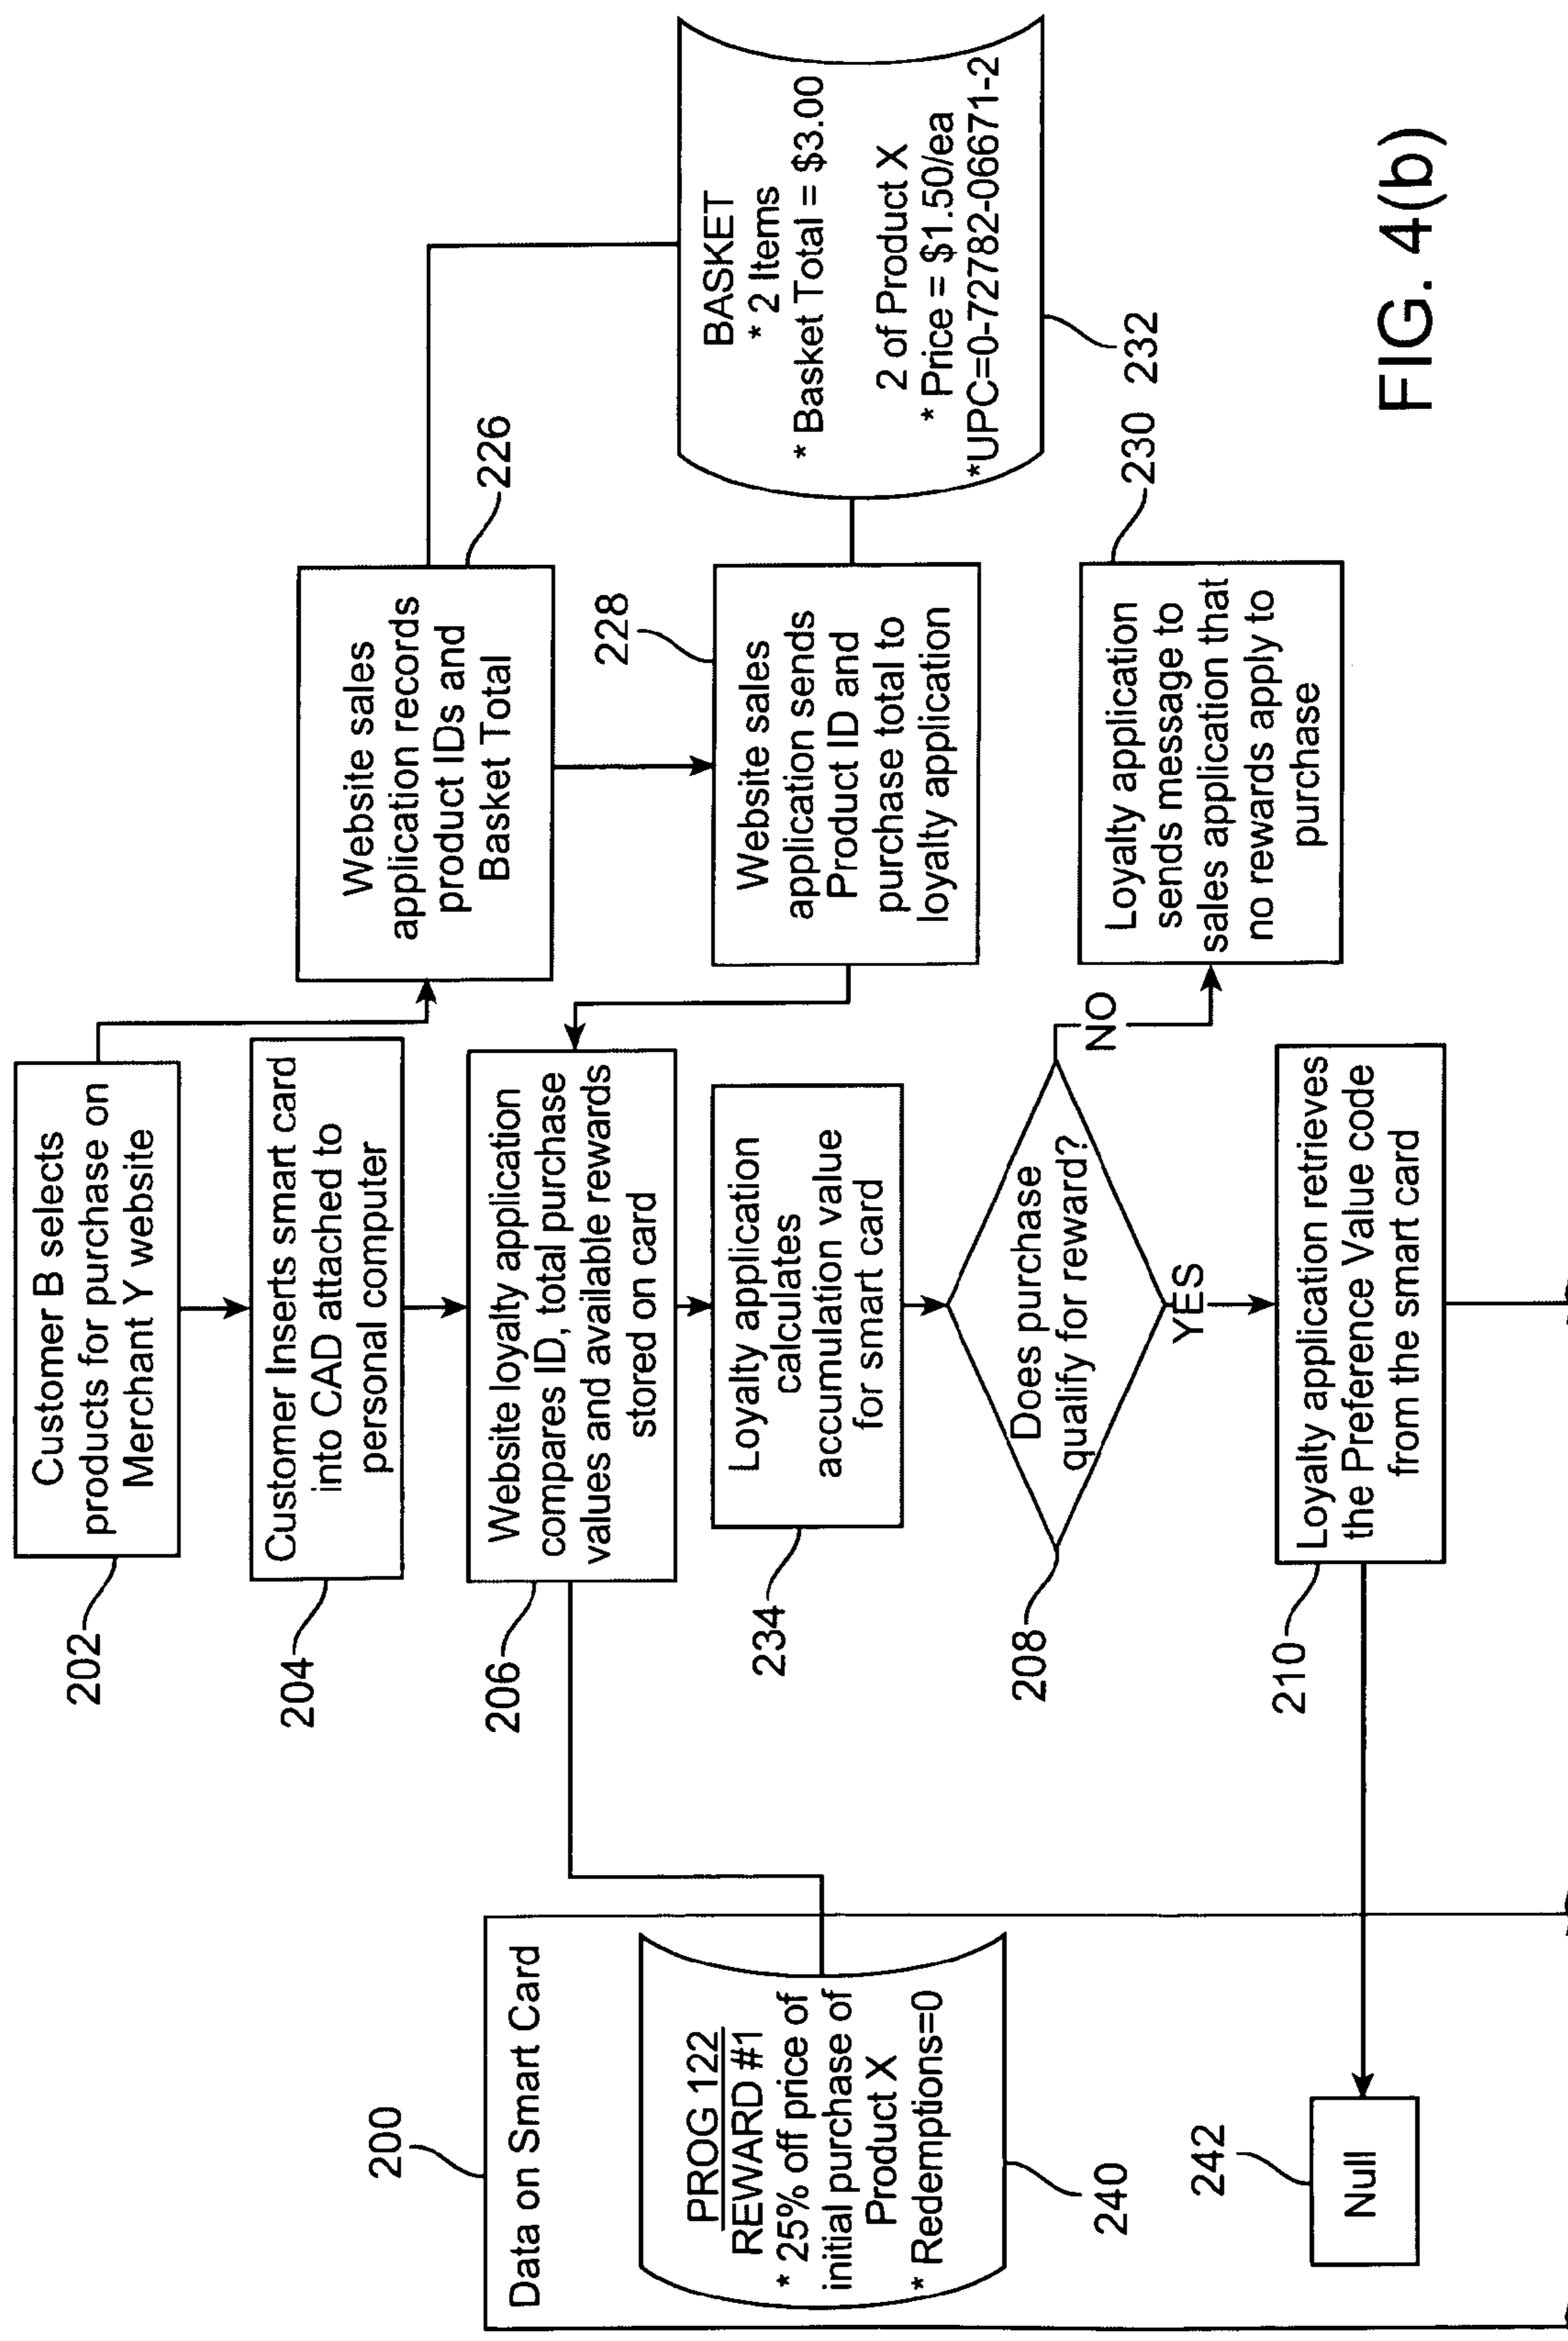 Customer B selects
products for purchase on
Merchant Y website
202
Customer Inserts smart card
into CAD attached to
personal computer
204
Website loyalty application
compares ID, total purchase
values and available rewards
stored on card
206
Loyalty application
calculates
accumulation value
for smart card
234
Does purchase
qualify for reward?
208
NO
YES
Loyalty application retrieves
the Preference Value code
from the smart card
210
Website sales
application records
product IDs and
Basket Total
226
Website sales
application sends
Product ID and
purchase total to
loyalty application
228
Loyalty application
sends message to
sales application that
no rewards apply to
purchase
230
BASKET
* 2 Items
* Basket Total = $3.00
2 of Product X
* Price = $1.50/ea
*UPC=0-72782-06671-2
232
200
Data on Smart Card
PROG 122
REWARD #1
* 25% off price of
initial purchase of
Product X
* Redemptions=0
240
242
Null
FIG. 4(b)